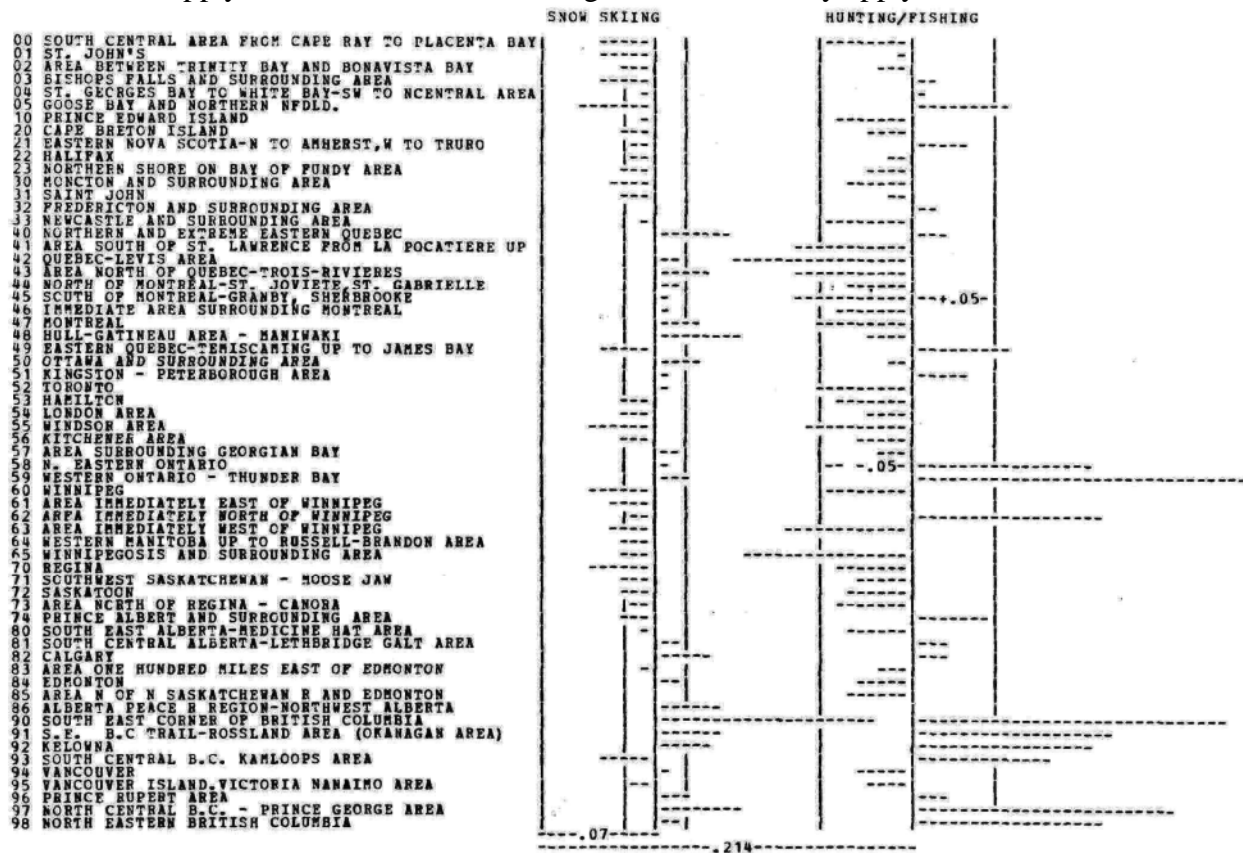 SNOW SKIING HUNTING/FISHING
00 SOUTH CENTRAL AREA FROM CAPE RAY TO PLACENTA BAY
01 ST. JOHN'S
02 AREA BETWEEN TRINITY BAY AND BONAVISTA BAY
03 BISHOPS FALLS AND SURROUNDING AREA
04 ST. GEORGES BAY TO WHITE BAY-SW TO NCENTRAL AREA
05 GOOSE BAY AND NORTHERN NFDLD.
10 PRINCE EDWARD ISLAND
20 CAPE BRETON ISLAND
21 EASTERN NOVA SCOTIA-N TO AMHERST,W TO TRURO
22 HALIFAX
23 NORTHERN SHORE ON BAY OF FUNDY AREA
30 MONCTON AND SURROUNDING AREA
31 SAINT JOHN
32 FREDERICTON AND SURROUNDING AREA
33 NEWCASTLE AND SURROUNDING AREA
40 NORTHERN AND EXTREME EASTERN QUEBEC
41 AREA SOUTH OF ST. LAWRENCE FROM LA POCATIERE UP
42 QUEBEC-LEVIS AREA
43 AREA NORTH OF QUEBEC-TROIS-RIVIERES
44 NORTH OF MONTREAL-ST. JOVIETE,ST. GABRIELLE
45 SOUTH OF MONTREAL-GRANBY, SHERBROOKE +.05
46 IMMEDIATE AREA SURROUNDING MONTREAL
47 MONTREAL
48 HULL-GATINEAU AREA - MANIWAKI
49 EASTERN QUEBEC-TEMISCAMING UP TO JAMES BAY
50 OTTAWA AND SURROUNDING AREA
51 KINGSTON - PETERBOROUGH AREA
52 TORONTO
53 HAMILTON
54 LONDON AREA
55 WINDSOR AREA
56 KITCHENER AREA
57 AREA SURROUNDING GEORGIAN BAY
58 N. EASTERN ONTARIO -.05
59 WESTERN ONTARIO - THUNDER BAY
60 WINNIPEG
61 AREA IMMEDIATELY EAST OF WINNIPEG
62 AREA IMMEDIATELY NORTH OF WINNIPEG
63 AREA IMMEDIATELY WEST OF WINNIPEG
64 WESTERN MANITOBA UP TO RUSSELL-BRANDON AREA
65 WINNIPEGOSIS AND SURROUNDING AREA
70 REGINA
71 SOUTHWEST SASKATCHEWAN - MOOSE JAW
72 SASKATOON
73 AREA NORTH OF REGINA - CANORA
74 PRINCE ALBERT AND SURROUNDING AREA
80 SOUTH EAST ALBERTA-MEDICINE HAT AREA
81 SOUTH CENTRAL ALBERTA-LETHBRIDGE GALT AREA
82 CALGARY
83 AREA ONE HUNDRED MILES EAST OF EDMONTON
84 EDMONTON
85 AREA N OF N SASKATCHEWAN R AND EDMONTON
86 ALBERTA PEACE R REGION-NORTHWEST ALBERTA
90 SOUTH EAST CORNER OF BRITISH COLUMBIA
91 S.E. B.C TRAIL-ROSSLAND AREA (OKANAGAN AREA)
92 KELOWNA
93 SOUTH CENTRAL B.C. KAMLOOPS AREA
94 VANCOUVER
95 VANCOUVER ISLAND.VICTORIA NANAIMO AREA
96 PRINCE RUPERT AREA
97 NORTH CENTRAL B.C. - PRINCE GEORGE AREA
98 NORTH EASTERN BRITISH COLUMBIA
.07
.214